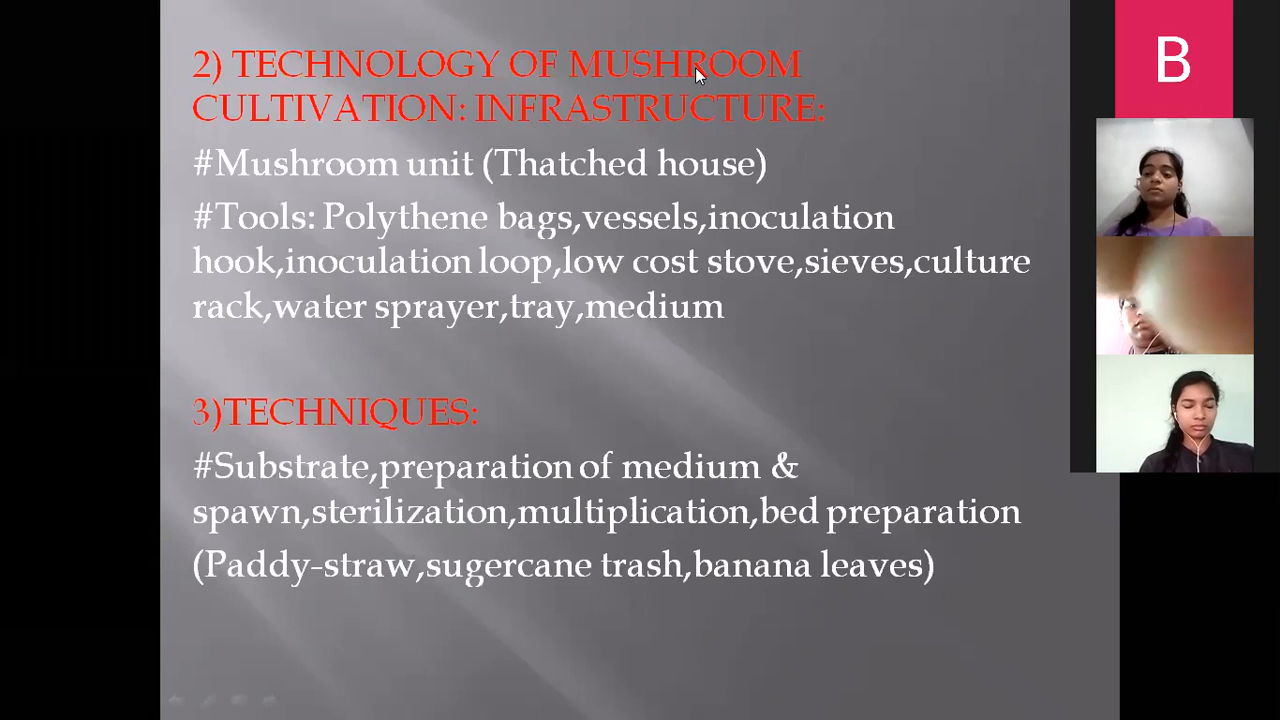 2) TECHNOLOGY OF MUSHROOM
CULTIVATION: INFRASTRUCTURE:
#Mushroom unit (Thatched house)
#Tools: Polythene bags,vessels,inoculation
hook,inoculation loop,low cost stove,sieves,culture
rack,water sprayer,tray,medium
3)TECHNIQUES:
#Substrate,preparation of medium &
spawn,sterilization,multiplication,bed preparation
(Paddy-straw,sugercane trash,banana leaves)
B